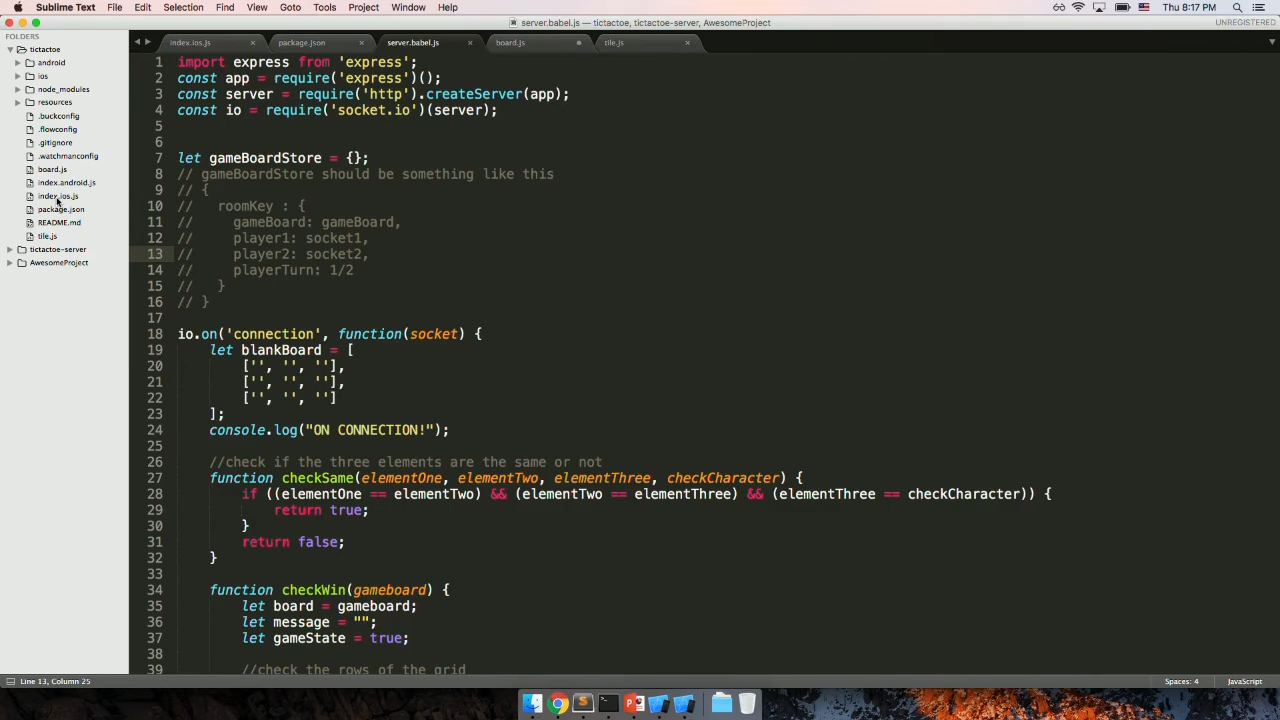 Sublime Text File Edit Selection Find View Goto Tools Project Window Help Thu 8:17 PM
server.babel.js — tictactoe, tictactoe-server, AwesomeProject UNREGISTERED
FOLDERS
tictactoe
android
ios
node_modules
resources
.buckconfig
.flowconfig
.gitignore
.watchmanconfig
board.js
index.android.js
index.ios.js
package.json
README.md
tile.js
tictactoe-server
AwesomeProject
index.ios.js × package.json × server.babel.js × board.js tile.js ×
1 import express from 'express';
2 const app = require('express')();
3 const server = require('http').createServer(app);
4 const io = require('socket.io')(server);
5
6
7 let gameBoardStore = {};
8 // gameBoardStore should be something like this
9 // {
10 // roomKey : {
11 // gameBoard: gameBoard,
12 // player1: socket1,
13 // player2: socket2,
14 // playerTurn: 1/2
15 // }
16 // }
17
18 io.on('connection', function(socket) {
19 let blankBoard = [
20 ['', '', ''],
21 ['', '', ''],
22 ['', '', '']
23 ];
24 console.log("ON CONNECTION!");
25
26 //check if the three elements are the same or not
27 function checkSame(elementOne, elementTwo, elementThree, checkCharacter) {
28 if ((elementOne == elementTwo) && (elementTwo == elementThree) && (elementThree == checkCharacter)) {
29 return true;
30 }
31 return false;
32 }
33
34 function checkWin(gameboard) {
35 let board = gameboard;
36 let message = "";
37 let gameState = true;
38
39 //check the rows of the grid
Line 13, Column 25 Spaces: 4 JavaScript